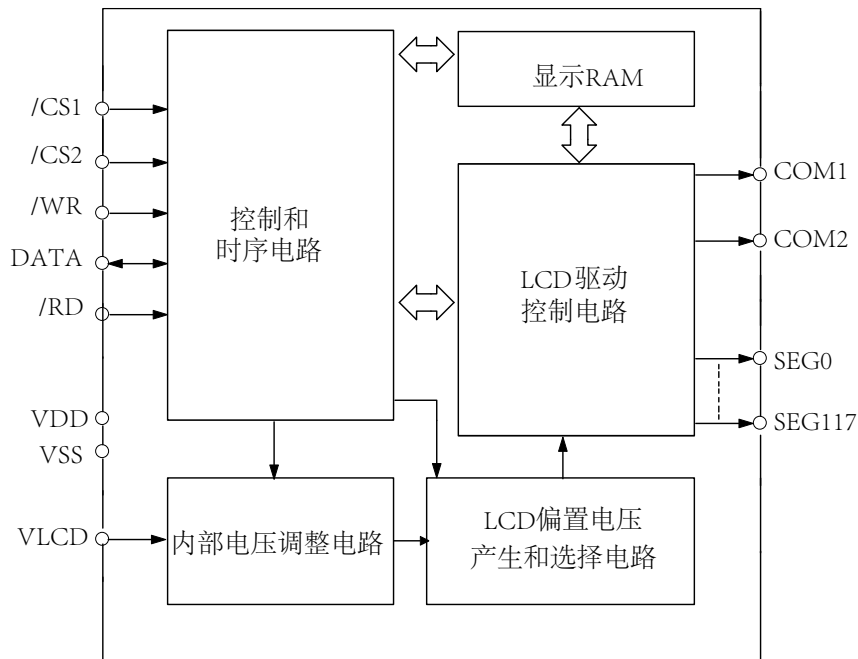 /CS1
/CS2
/WR
DATA
/RD
VDD
VSS
VLCD
控制和
时序电路
显示RAM
LCD驱动
控制电路
内部电压调整电路
LCD偏置电压
产生和选择电路
COM1
COM2
SEG0
SEG117